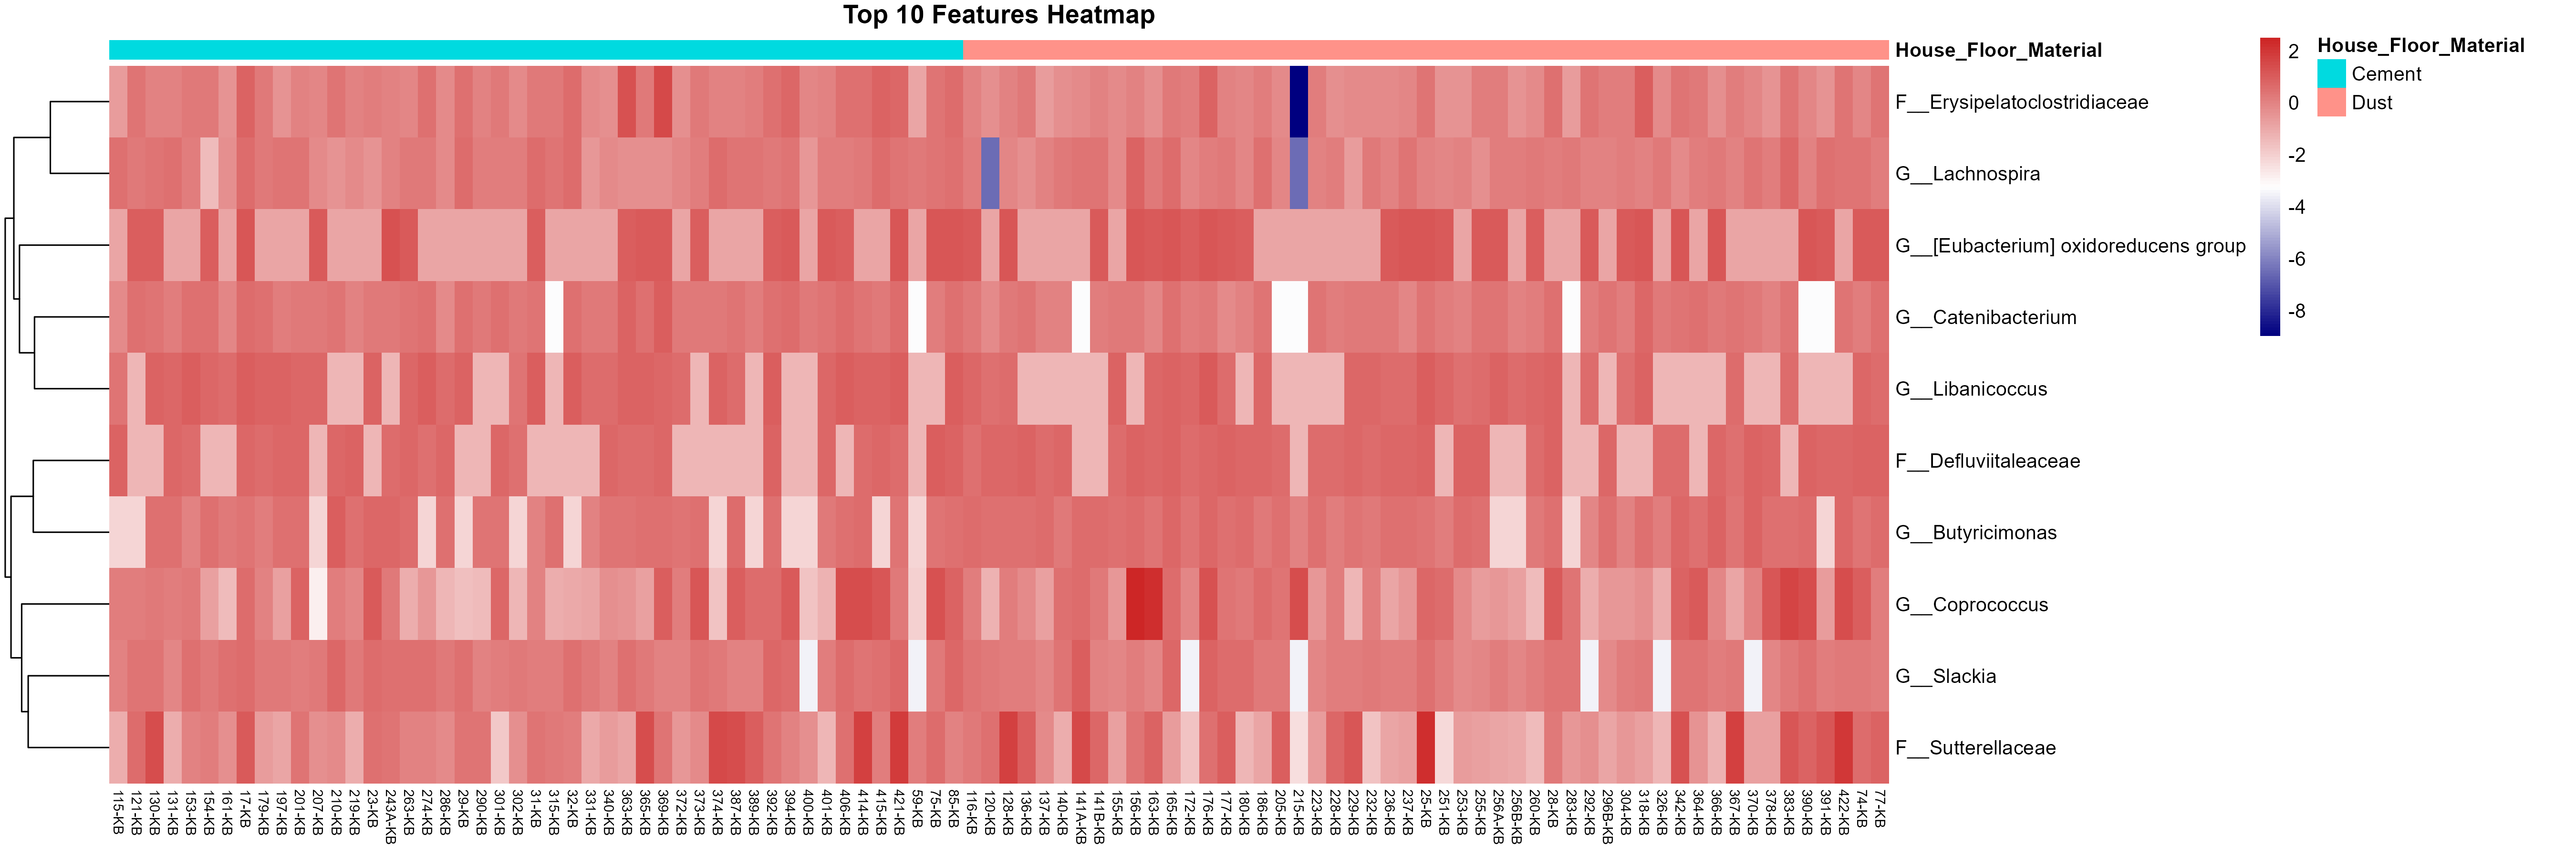 Top 10 Features Heatmap
House_Floor_Material
F__Erysipelatoclostridiaceae
G__Lachnospira
G__[Eubacterium] oxidoreducens group
G__Catenibacterium
G__Libanicoccus
F__Defluviitaleaceae
G__Butyricimonas
G__Coprococcus
G__Slackia
F__Sutterellaceae
2
0
-2
-4
-6
-8
House_Floor_Material
Cement
Dust
115-KB
121-KB
130-KB
131-KB
153-KB
154-KB
161-KB
17-KB
179-KB
197-KB
201-KB
207-KB
210-KB
219-KB
23-KB
243A-KB
263-KB
274-KB
286-KB
29-KB
290-KB
301-KB
302-KB
31-KB
315-KB
32-KB
331-KB
340-KB
363-KB
365-KB
369-KB
372-KB
373-KB
374-KB
387-KB
389-KB
392-KB
394-KB
400-KB
401-KB
406-KB
414-KB
415-KB
421-KB
59-KB
75-KB
85-KB
116-KB
120-KB
128-KB
136-KB
137-KB
140-KB
141A-KB
141B-KB
155-KB
156-KB
163-KB
165-KB
172-KB
176-KB
177-KB
180-KB
186-KB
205-KB
215-KB
223-KB
228-KB
229-KB
232-KB
236-KB
237-KB
25-KB
251-KB
253-KB
255-KB
256A-KB
256B-KB
260-KB
28-KB
283-KB
292-KB
296B-KB
304-KB
318-KB
326-KB
342-KB
364-KB
366-KB
367-KB
370-KB
378-KB
383-KB
390-KB
391-KB
422-KB
74-KB
77-KB